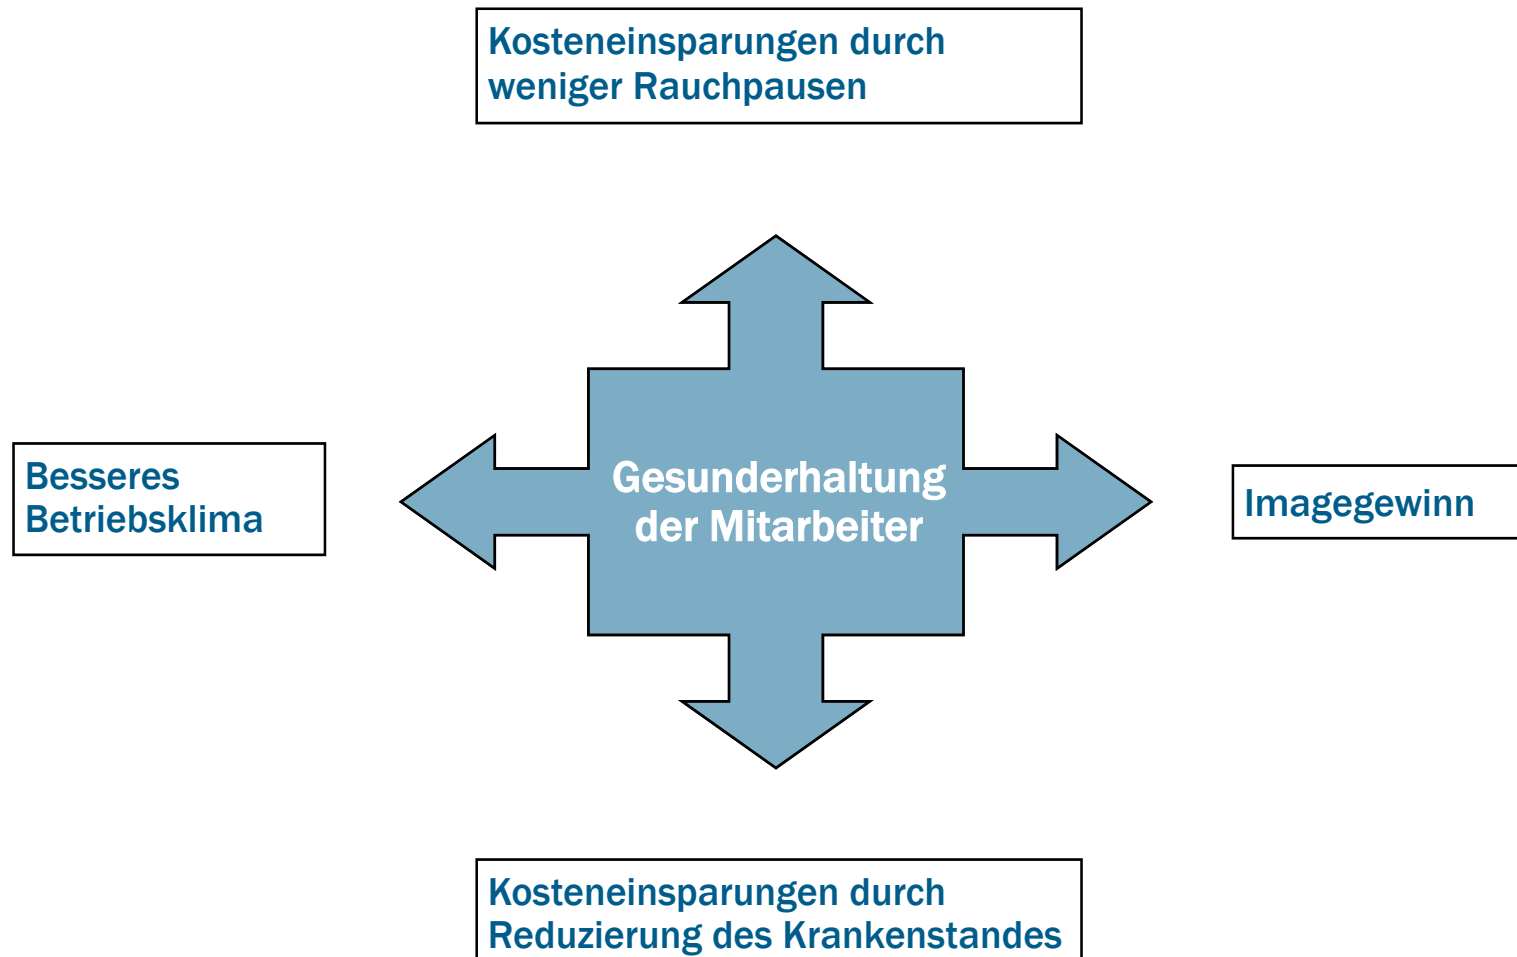 Kosteneinsparungen durch
weniger Rauchpausen
Besseres
Betriebsklima
Gesunderhaltung
der Mitarbeiter
Imagegewinn
Kosteneinsparungen durch
Reduzierung des Krankenstandes